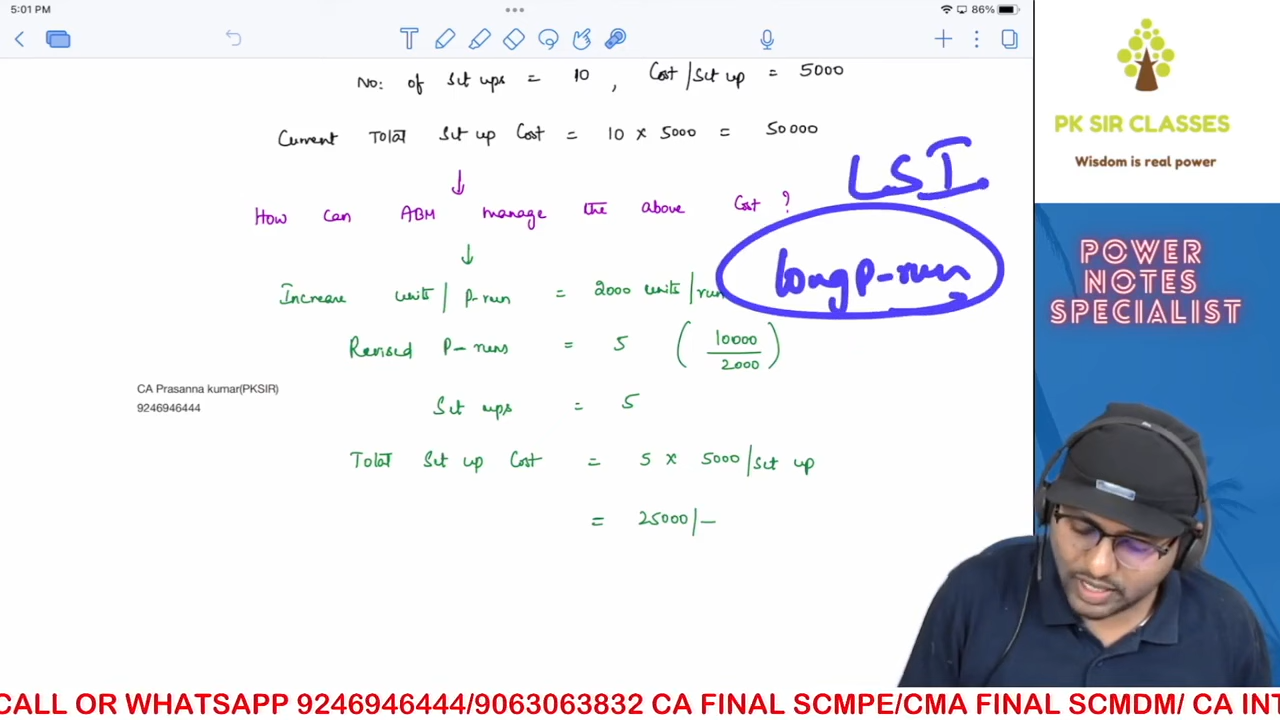 5:01 PM
86%
No: of Set ups = 10 , Cost/Set up = 5000
Current Total Set up Cost = 10 x 5000 = 50000
LSI
How can ABM manage the above Cost ?
long p-run
Increase units/p-run = 2000 units/run
Revised P-runs = 5 (10000/2000)
Set ups = 5
Total Set up Cost = 5 x 5000/Set up
= 25000/-
CA Prasanna kumar(PKSIR)
9246946444
PK SIR CLASSES
Wisdom is real power
POWER
NOTES
SPECIALIST
CALL OR WHATSAPP 9246946444/9063063832 CA FINAL SCMPE/CMA FINAL SCMDM/ CA INT